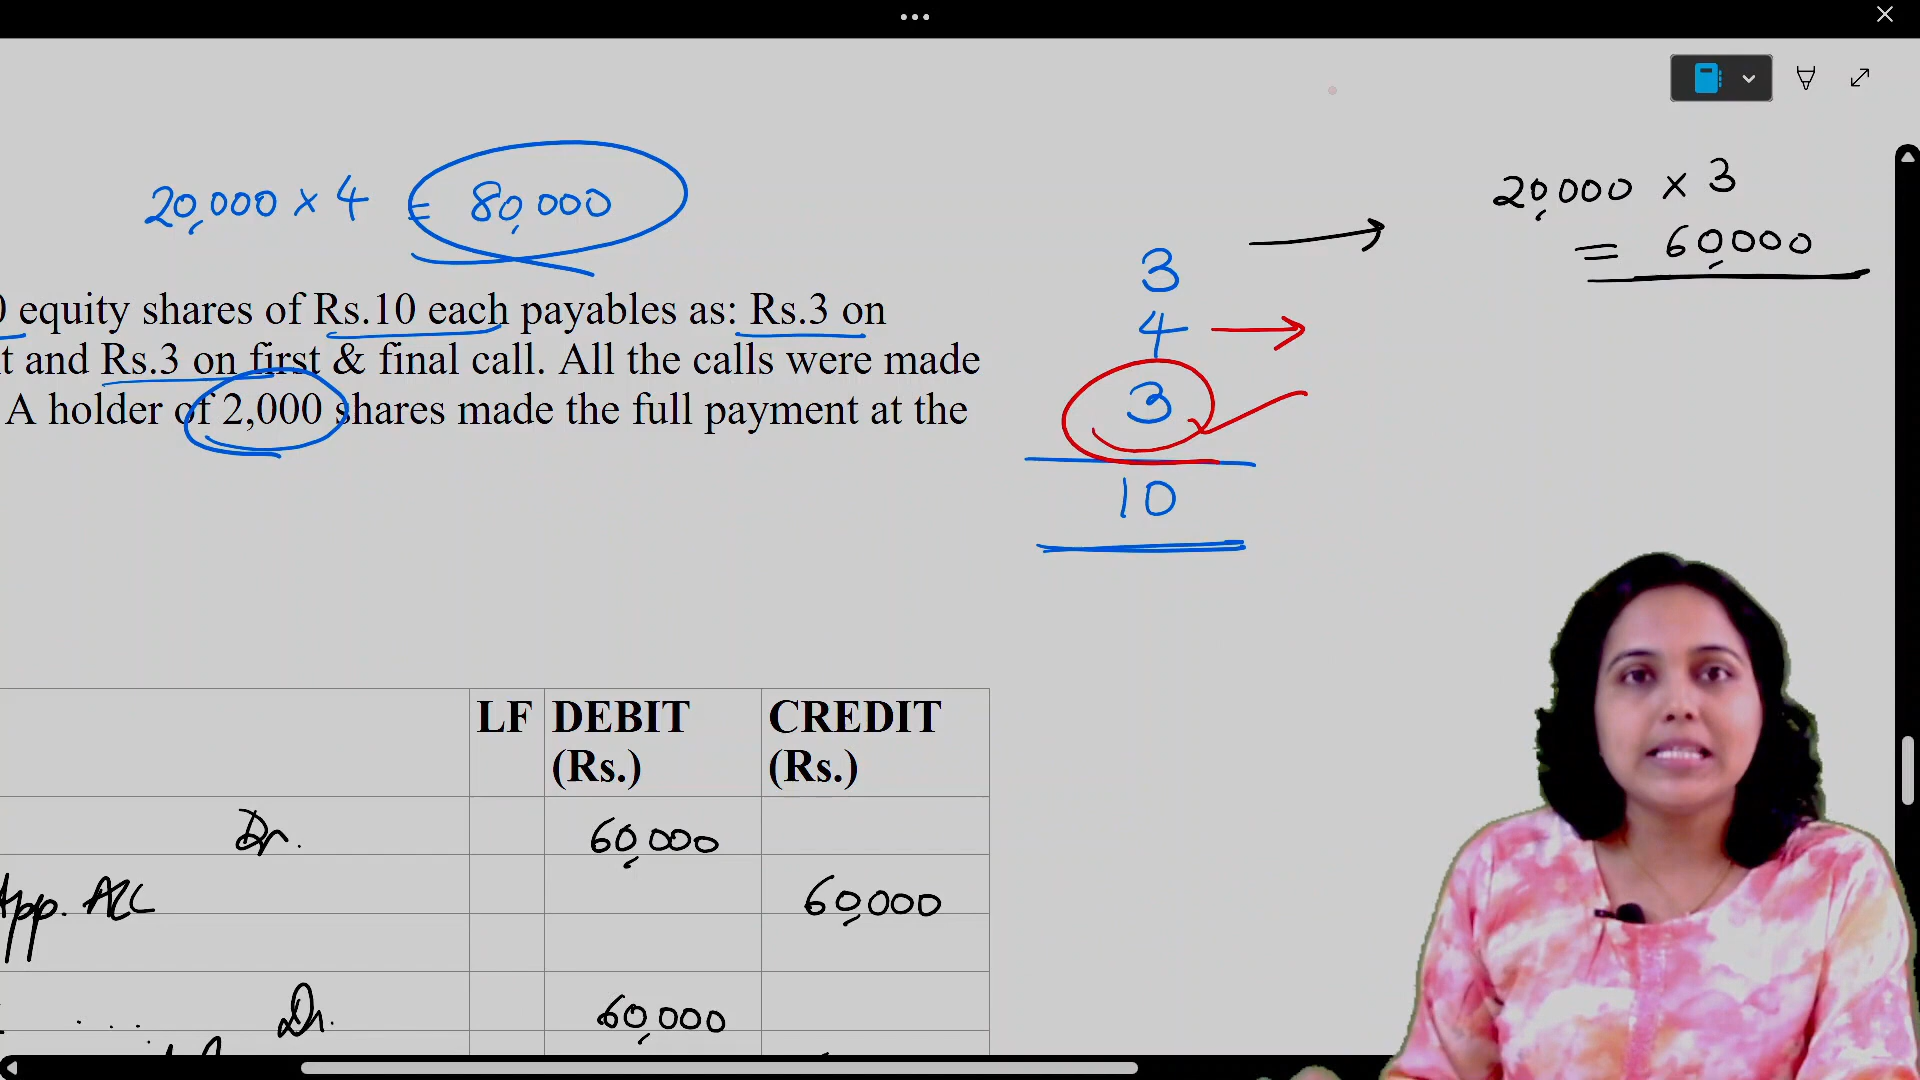 20,000 × 4 = 80,000
20,000 × 3
= 60,000
3
4
3
10
0 equity shares of Rs.10 each payables as: Rs.3 on
t and Rs.3 on first & final call. All the calls were made
A holder of 2,000 shares made the full payment at the
LF DEBIT (Rs.) CREDIT (Rs.)
Dr. 60,000
App. A/C 60,000
Dr. 60,000